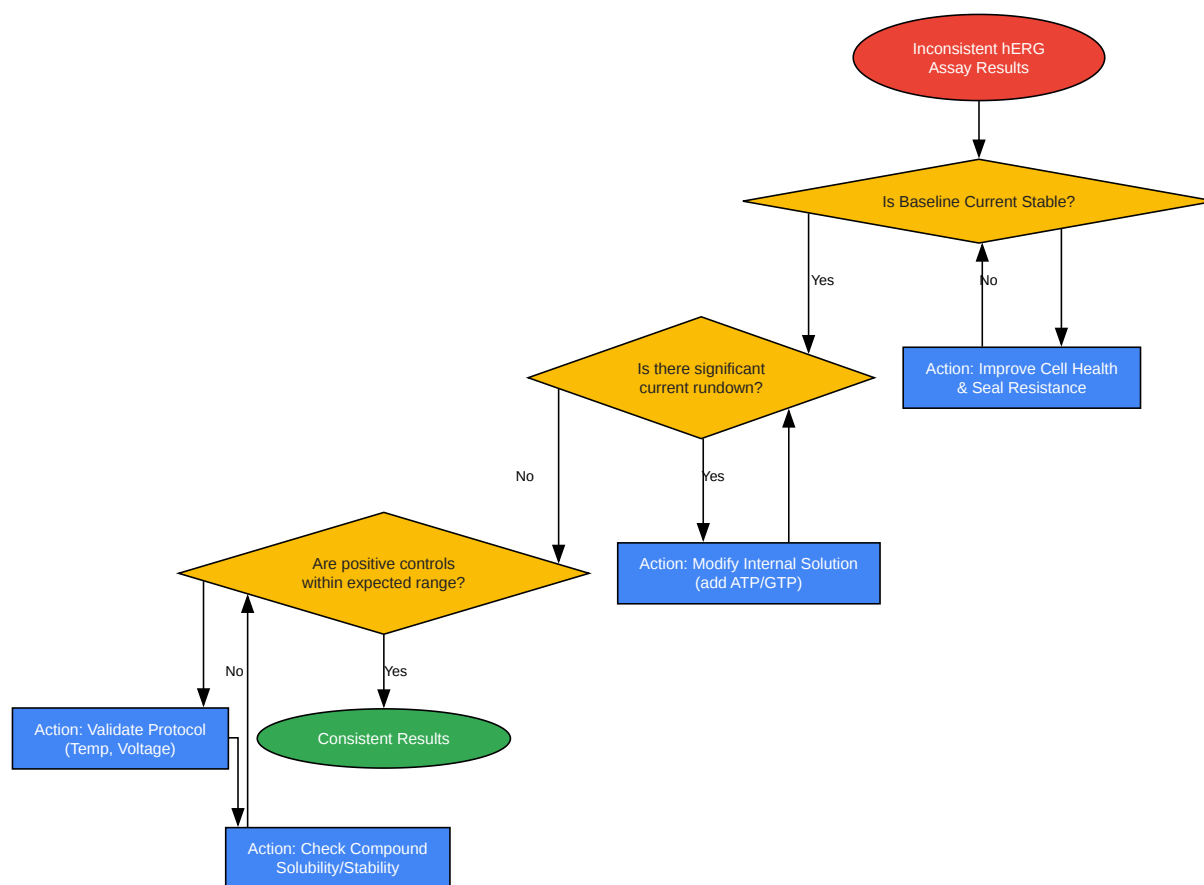 Inconsistent hERG
Assay Results
Is Baseline Current Stable?
Yes
No
Is there significant
current rundown?
Action: Improve Cell Health
& Seal Resistance
No
Yes
Are positive controls
within expected range?
Action: Modify Internal Solution
(add ATP/GTP)
No
Yes
Action: Validate Protocol
(Temp, Voltage)
Consistent Results
Action: Check Compound
Solubility/Stability